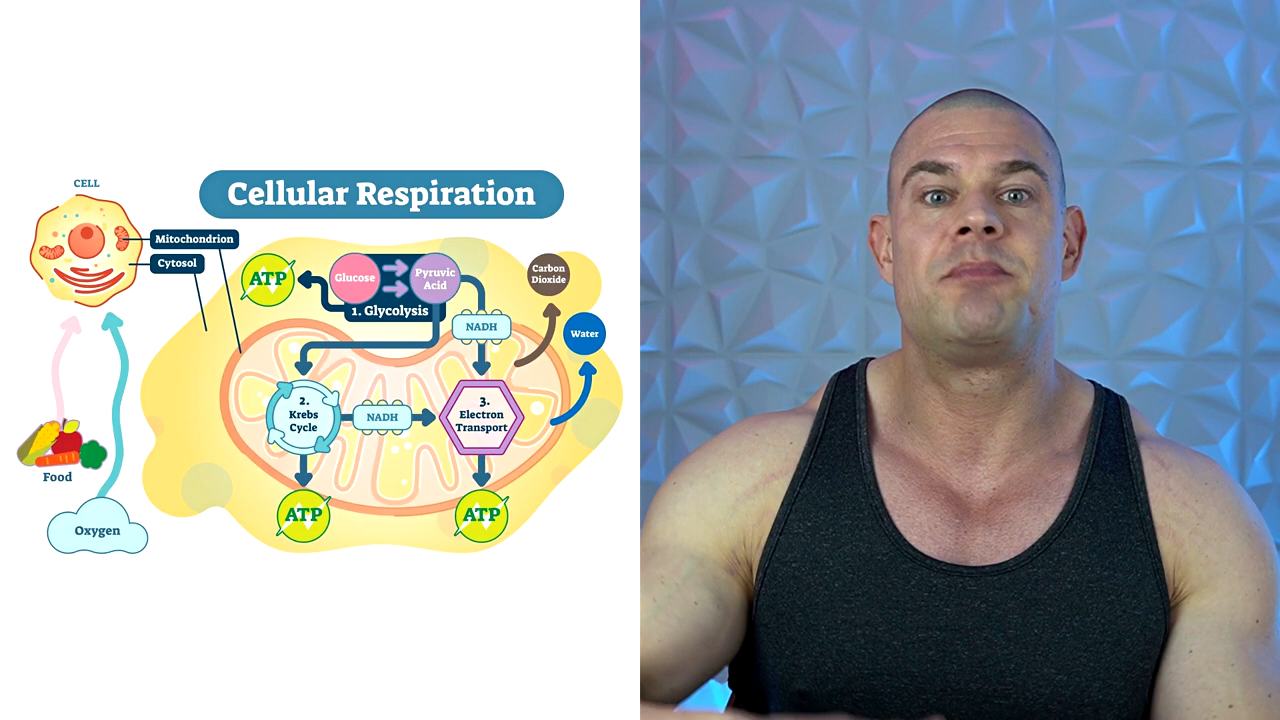 Cellular Respiration
CELL
Mitochondrion
Cytosol
ATP
Glucose
Pyruvic
Acid
1. Glycolysis
Carbon
Dioxide
NADH
Water
2.
Krebs
Cycle
NADH
3.
Electron
Transport
Food
Oxygen
ATP
ATP